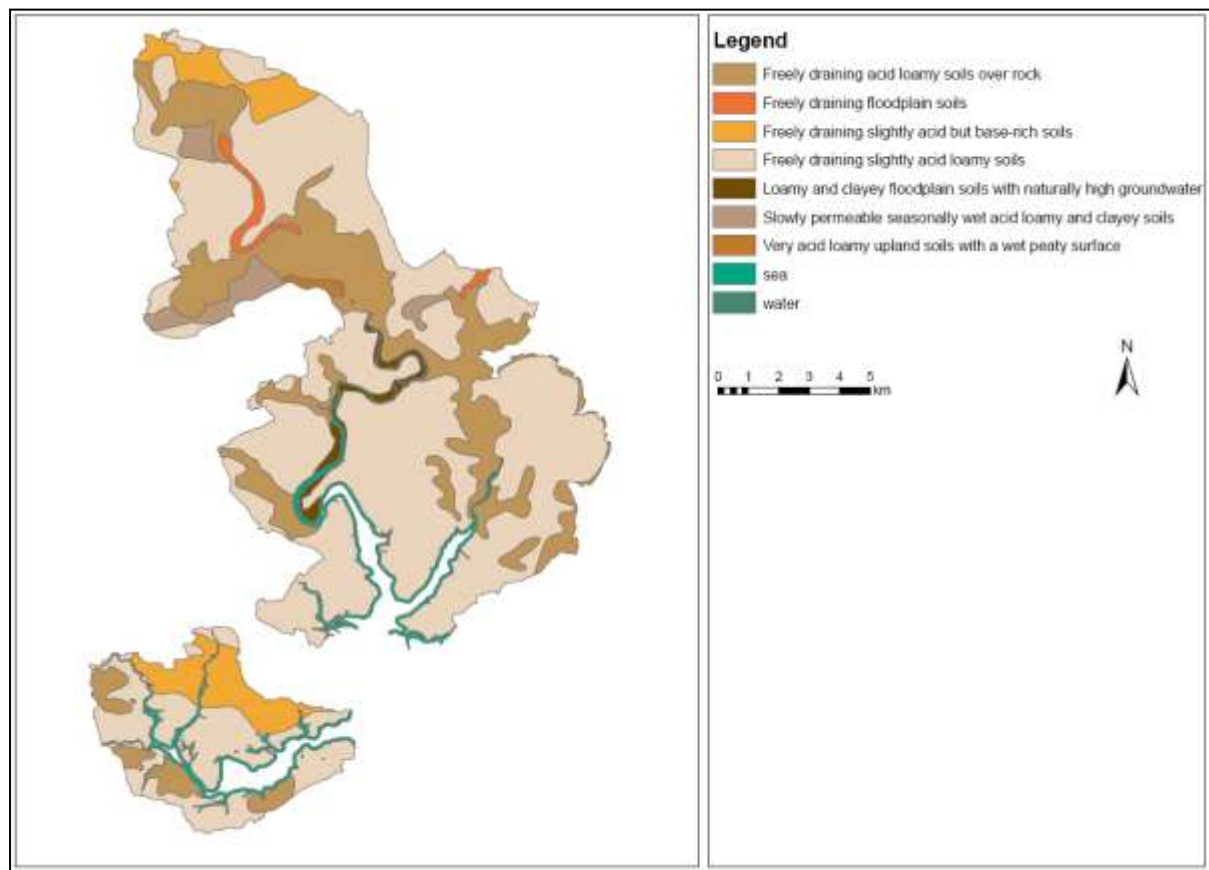 Legend
Freely draining acid loamy soils over rock
Freely draining floodplain soils
Freely draining slightly acid but base-rich soils
Freely draining slightly acid loamy soils
Loamy and clayey floodplain soils with naturally high groundwater
Slowly permeable seasonally wet acid loamy and clayey soils
Very acid loamy upland soils with a wet peaty surface
sea
water
N
0 1 2 3 4 5
km